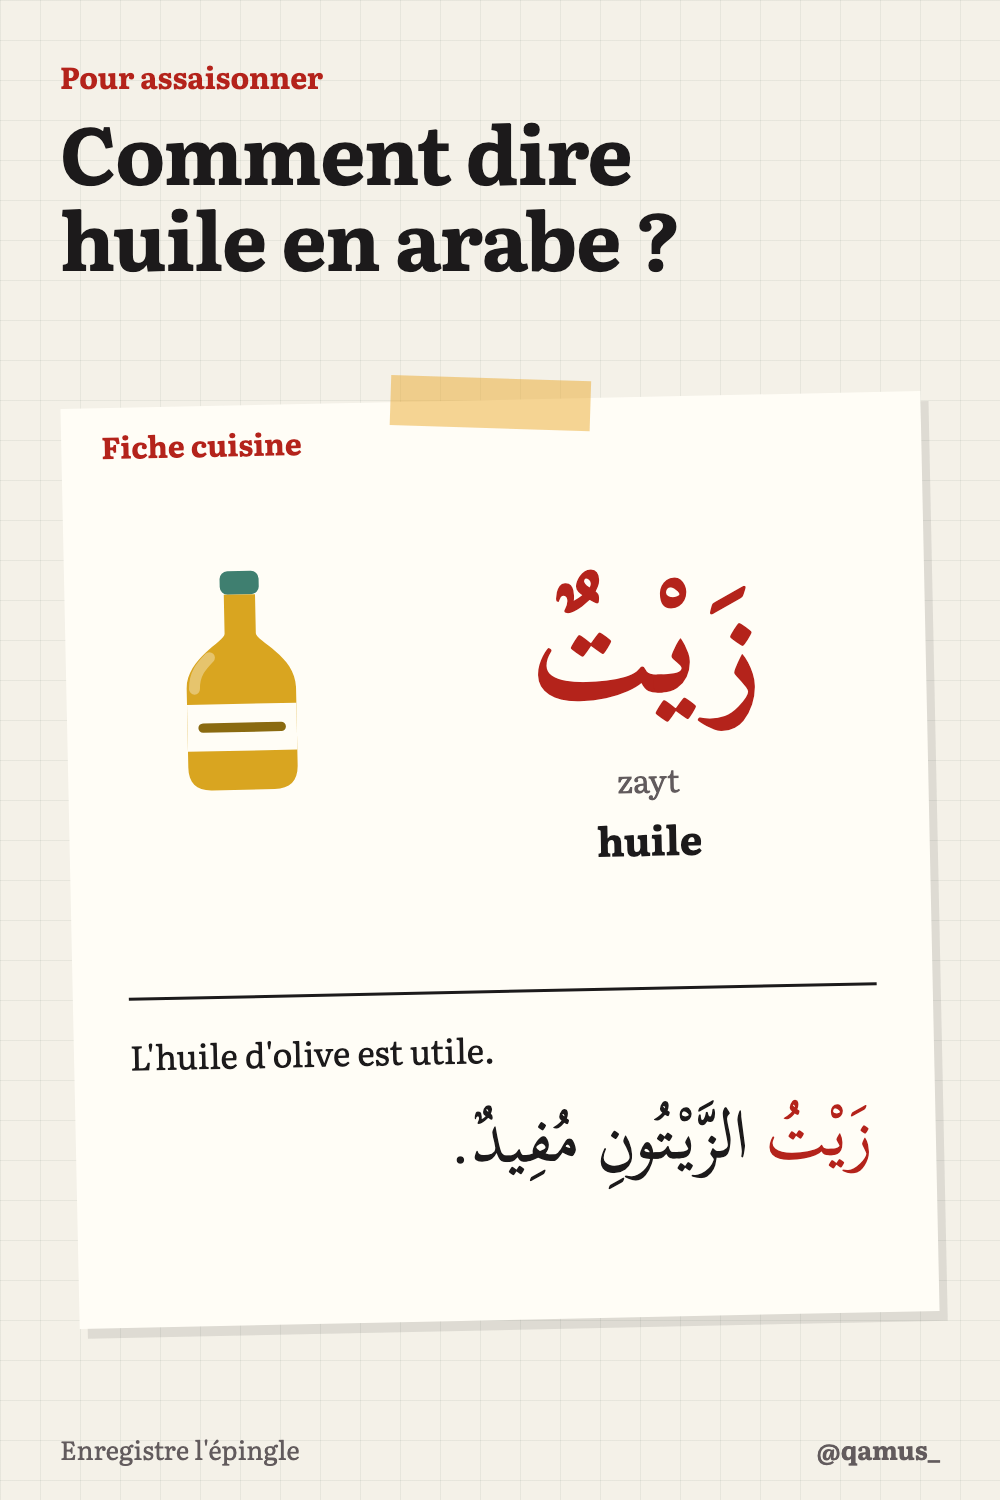 Pour assaisonner
Comment dire
huile en arabe ?
Fiche cuisine
زَيْتٌ
zayt
huile
L'huile d'olive est utile.
زَيْتُ الزَّيْتُونِ مُفِيدٌ.
Enregistre l'épingle
@qamus_